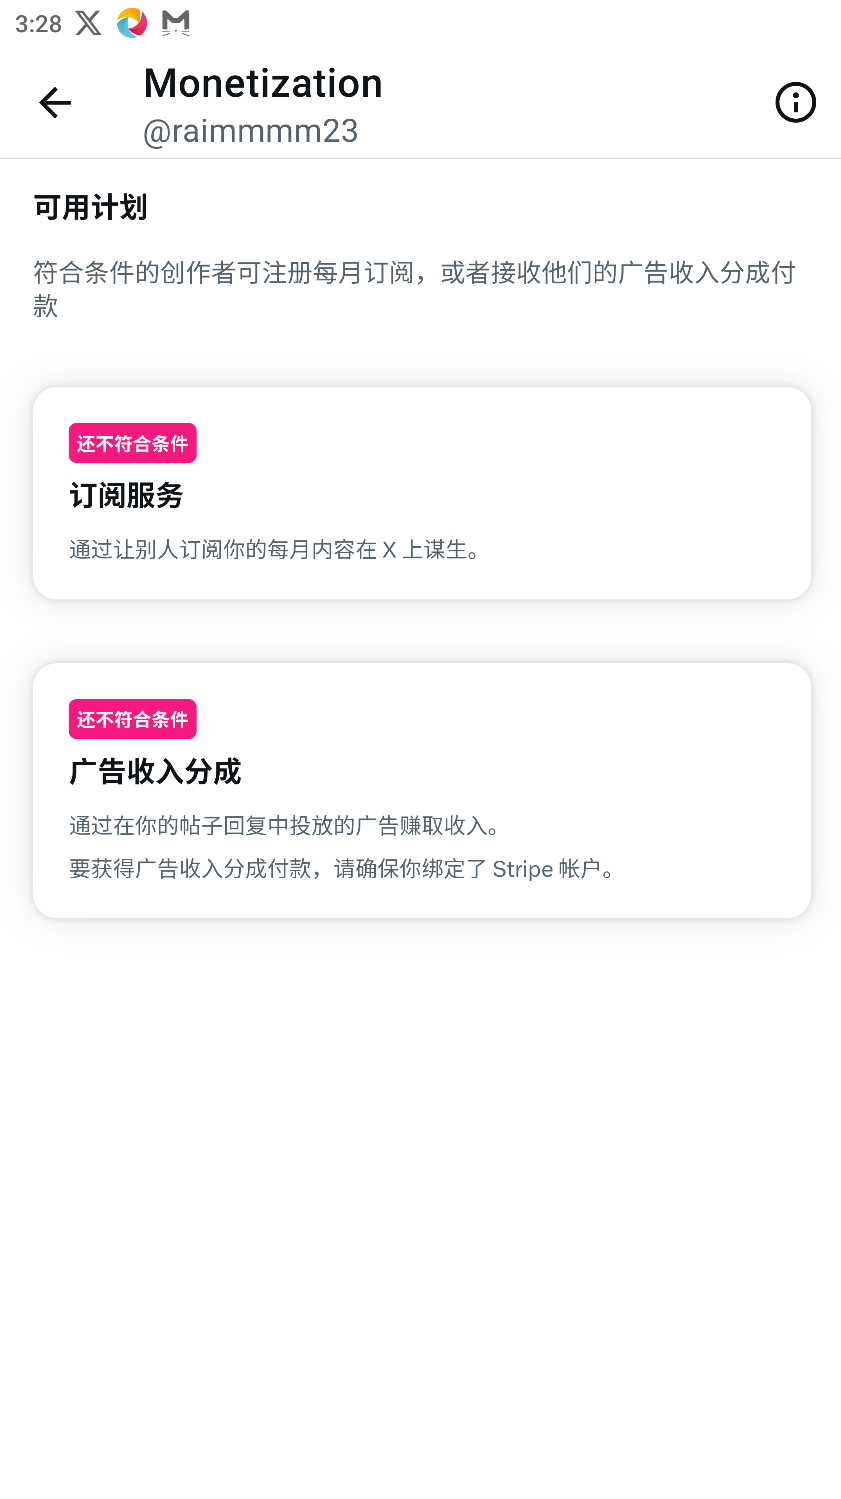 3:28
Monetization
@raimmmm23
可用计划
符合条件的创作者可注册每月订阅，或者接收他们的广告收入分成付
款
还不符合条件
订阅服务
通过让别人订阅你的每月内容在 X 上谋生。
还不符合条件
广告收入分成
通过在你的帖子回复中投放的广告赚取收入。
要获得广告收入分成付款，请确保你绑定了 Stripe 帐户。